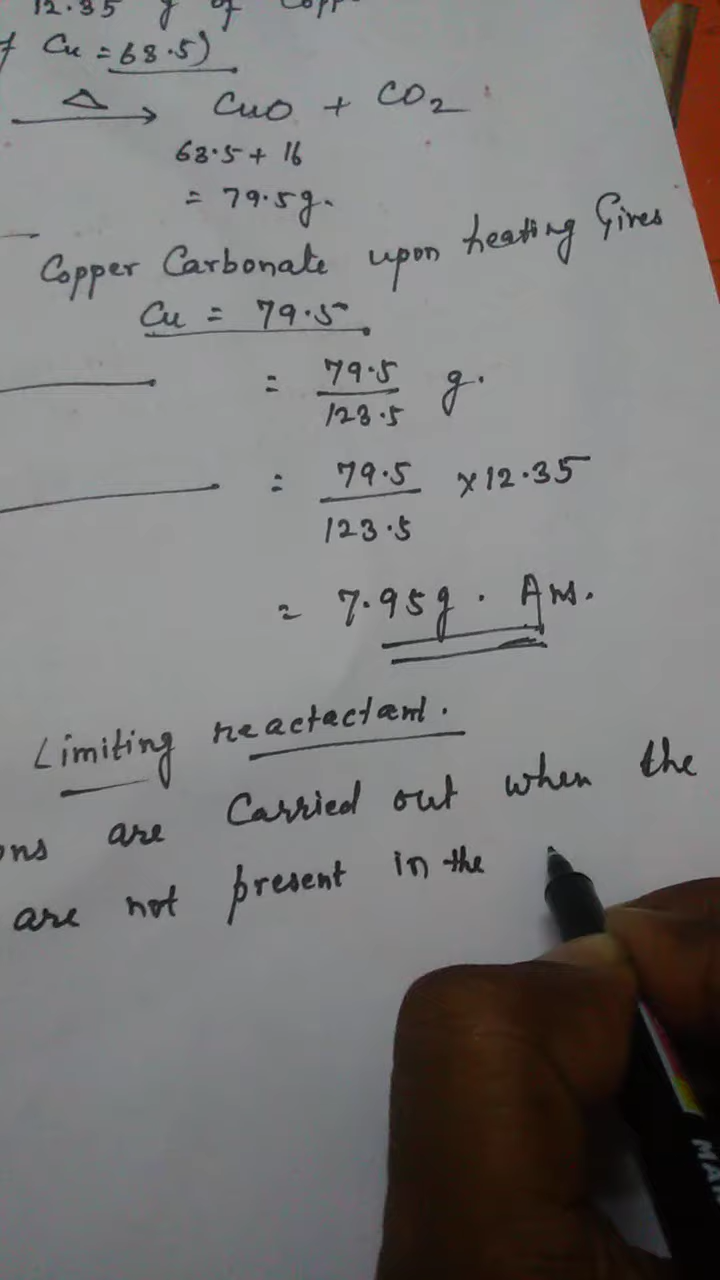 12.35 g of Copp
f Cu = 63.5)
Δ → CuO + CO2
63.5 + 16
= 79.5g.
Copper Carbonate upon heating Gives
Cu = 79.5
= 79.5/123.5 g.
= 79.5/123.5 × 12.35
= 7.95g. Ans.
Limiting reactactant.
ons are Carried out when the
are not present in the